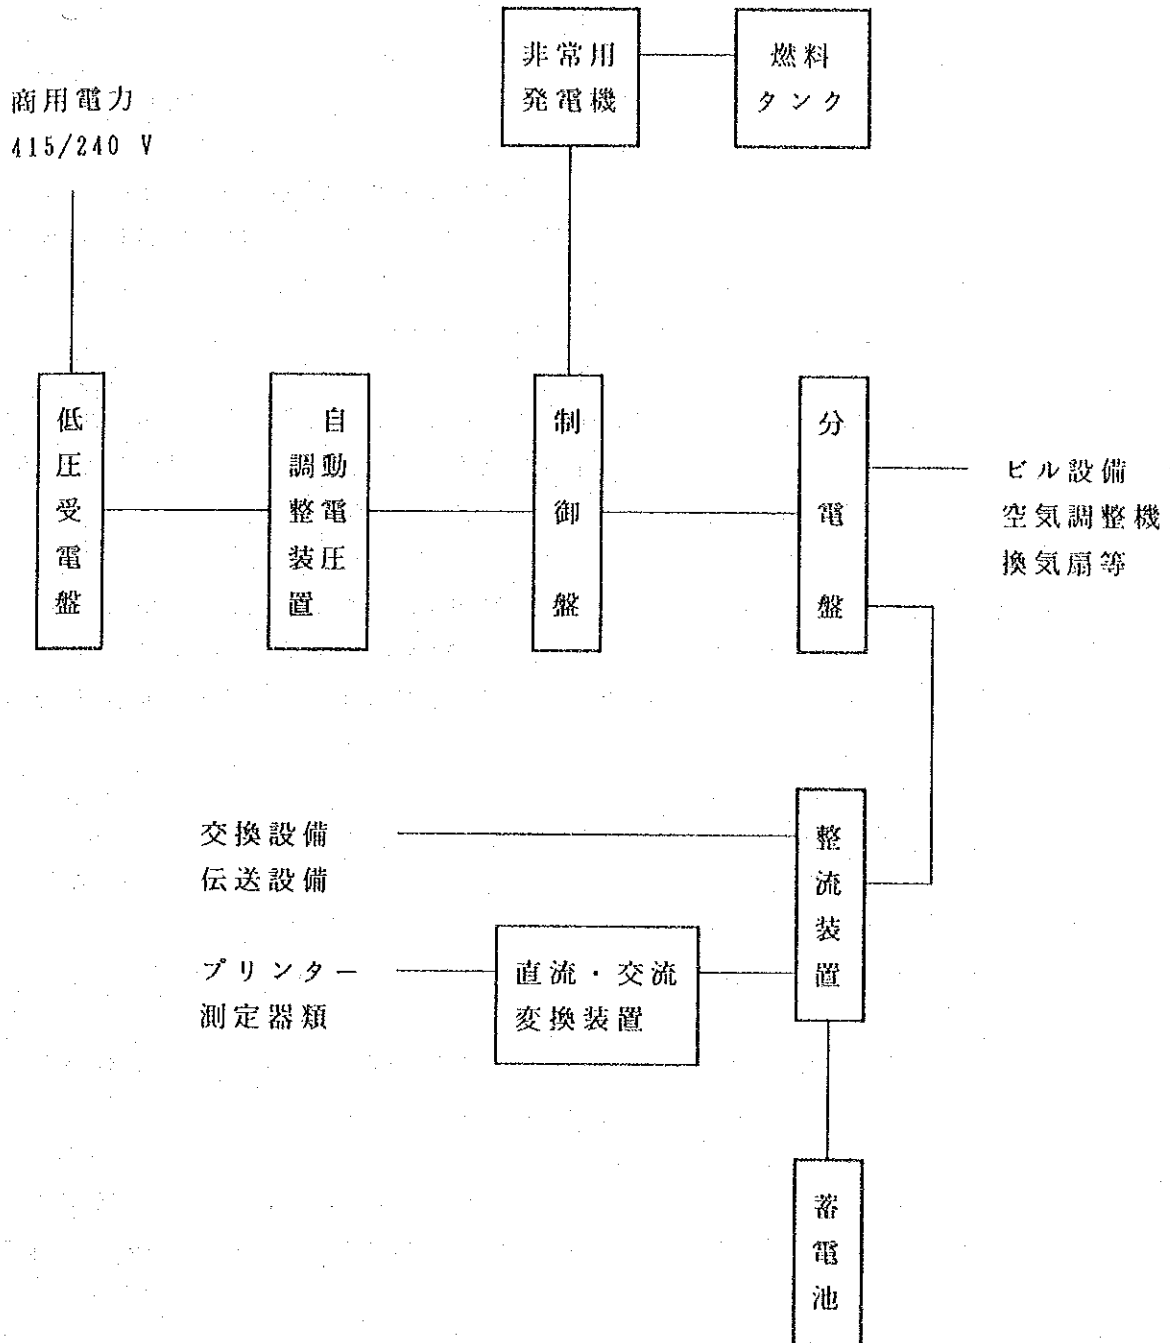 非常用
発電機
燃料
タンク
商用電力
415/240 V
低圧受電盤
自動電圧
調整装置
制御盤
分電盤
ビル設備
空気調整機
換気扇等
交換設備
伝送設備
整流装置
プリンター
測定器類
直流・交流
変換装置
蓄電池